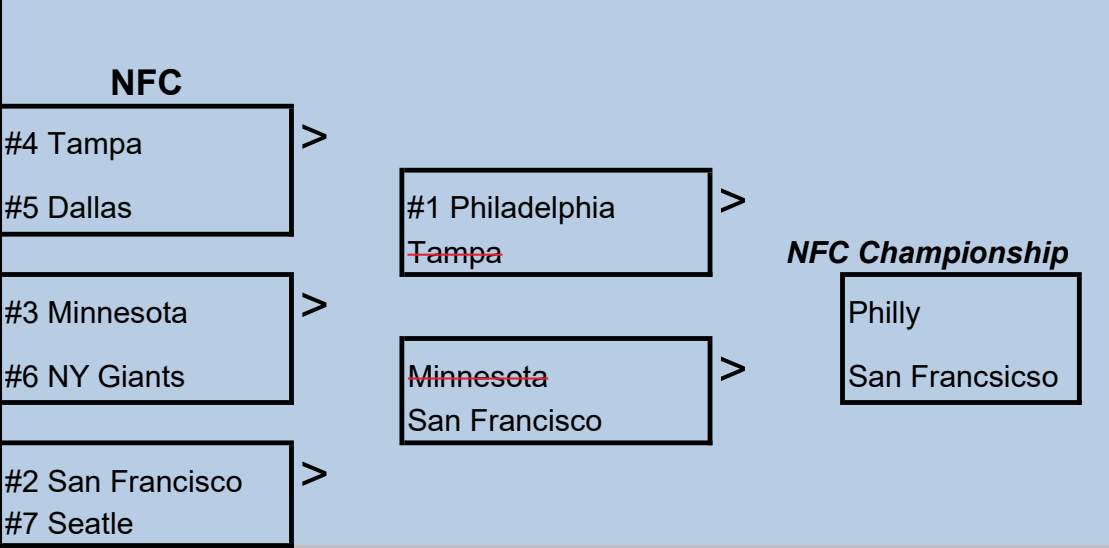 NFC
#4 Tampa
>
#5 Dallas
#1 Philadelphia
>
Tampa
NFC Championship
#3 Minnesota
>
Philly
#6 NY Giants
Minnesota
>
San Francsicso
San Francisco
#2 San Francisco
>
#7 Seatle